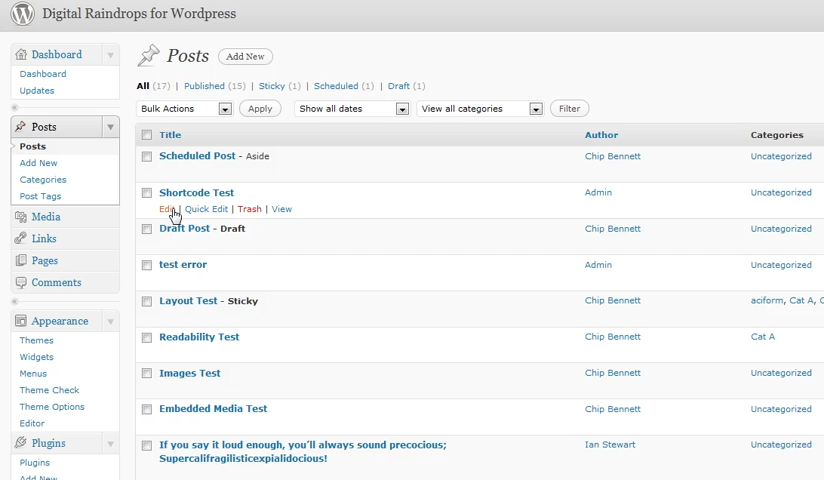 Digital Raindrops for Wordpress
Dashboard
Dashboard
Updates
Posts
Posts
Add New
Categories
Post Tags
Media
Links
Pages
Comments
Appearance
Themes
Widgets
Menus
Theme Check
Theme Options
Editor
Plugins
Plugins
Add New
Posts Add New
All (17) | Published (15) | Sticky (1) | Scheduled (1) | Draft (1)
Bulk Actions Apply Show all dates View all categories Filter
Title Author Categories
Scheduled Post - Aside Chip Bennett Uncategorized
Shortcode Test Admin Uncategorized
Edit | Quick Edit | Trash | View
Draft Post - Draft Chip Bennett Uncategorized
test error Admin Uncategorized
Layout Test - Sticky Chip Bennett aciform, Cat A, C
Readability Test Chip Bennett Cat A
Images Test Chip Bennett Uncategorized
Embedded Media Test Chip Bennett Uncategorized
If you say it loud enough, you'll always sound precocious; Ian Stewart Uncategorized
Supercalifragilisticexpialidocious!